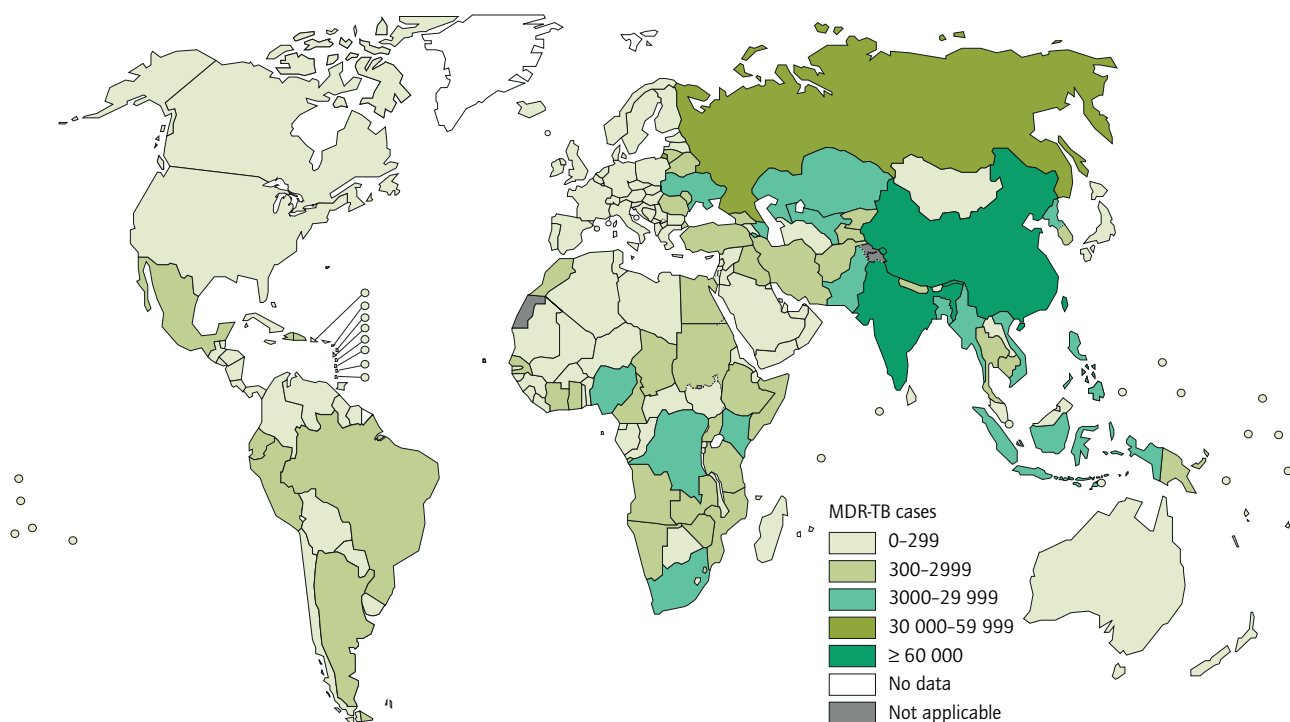 MDR-TB cases
0–299
300–2999
3000–29 999
30 000–59 999
≥ 60 000
No data
Not applicable